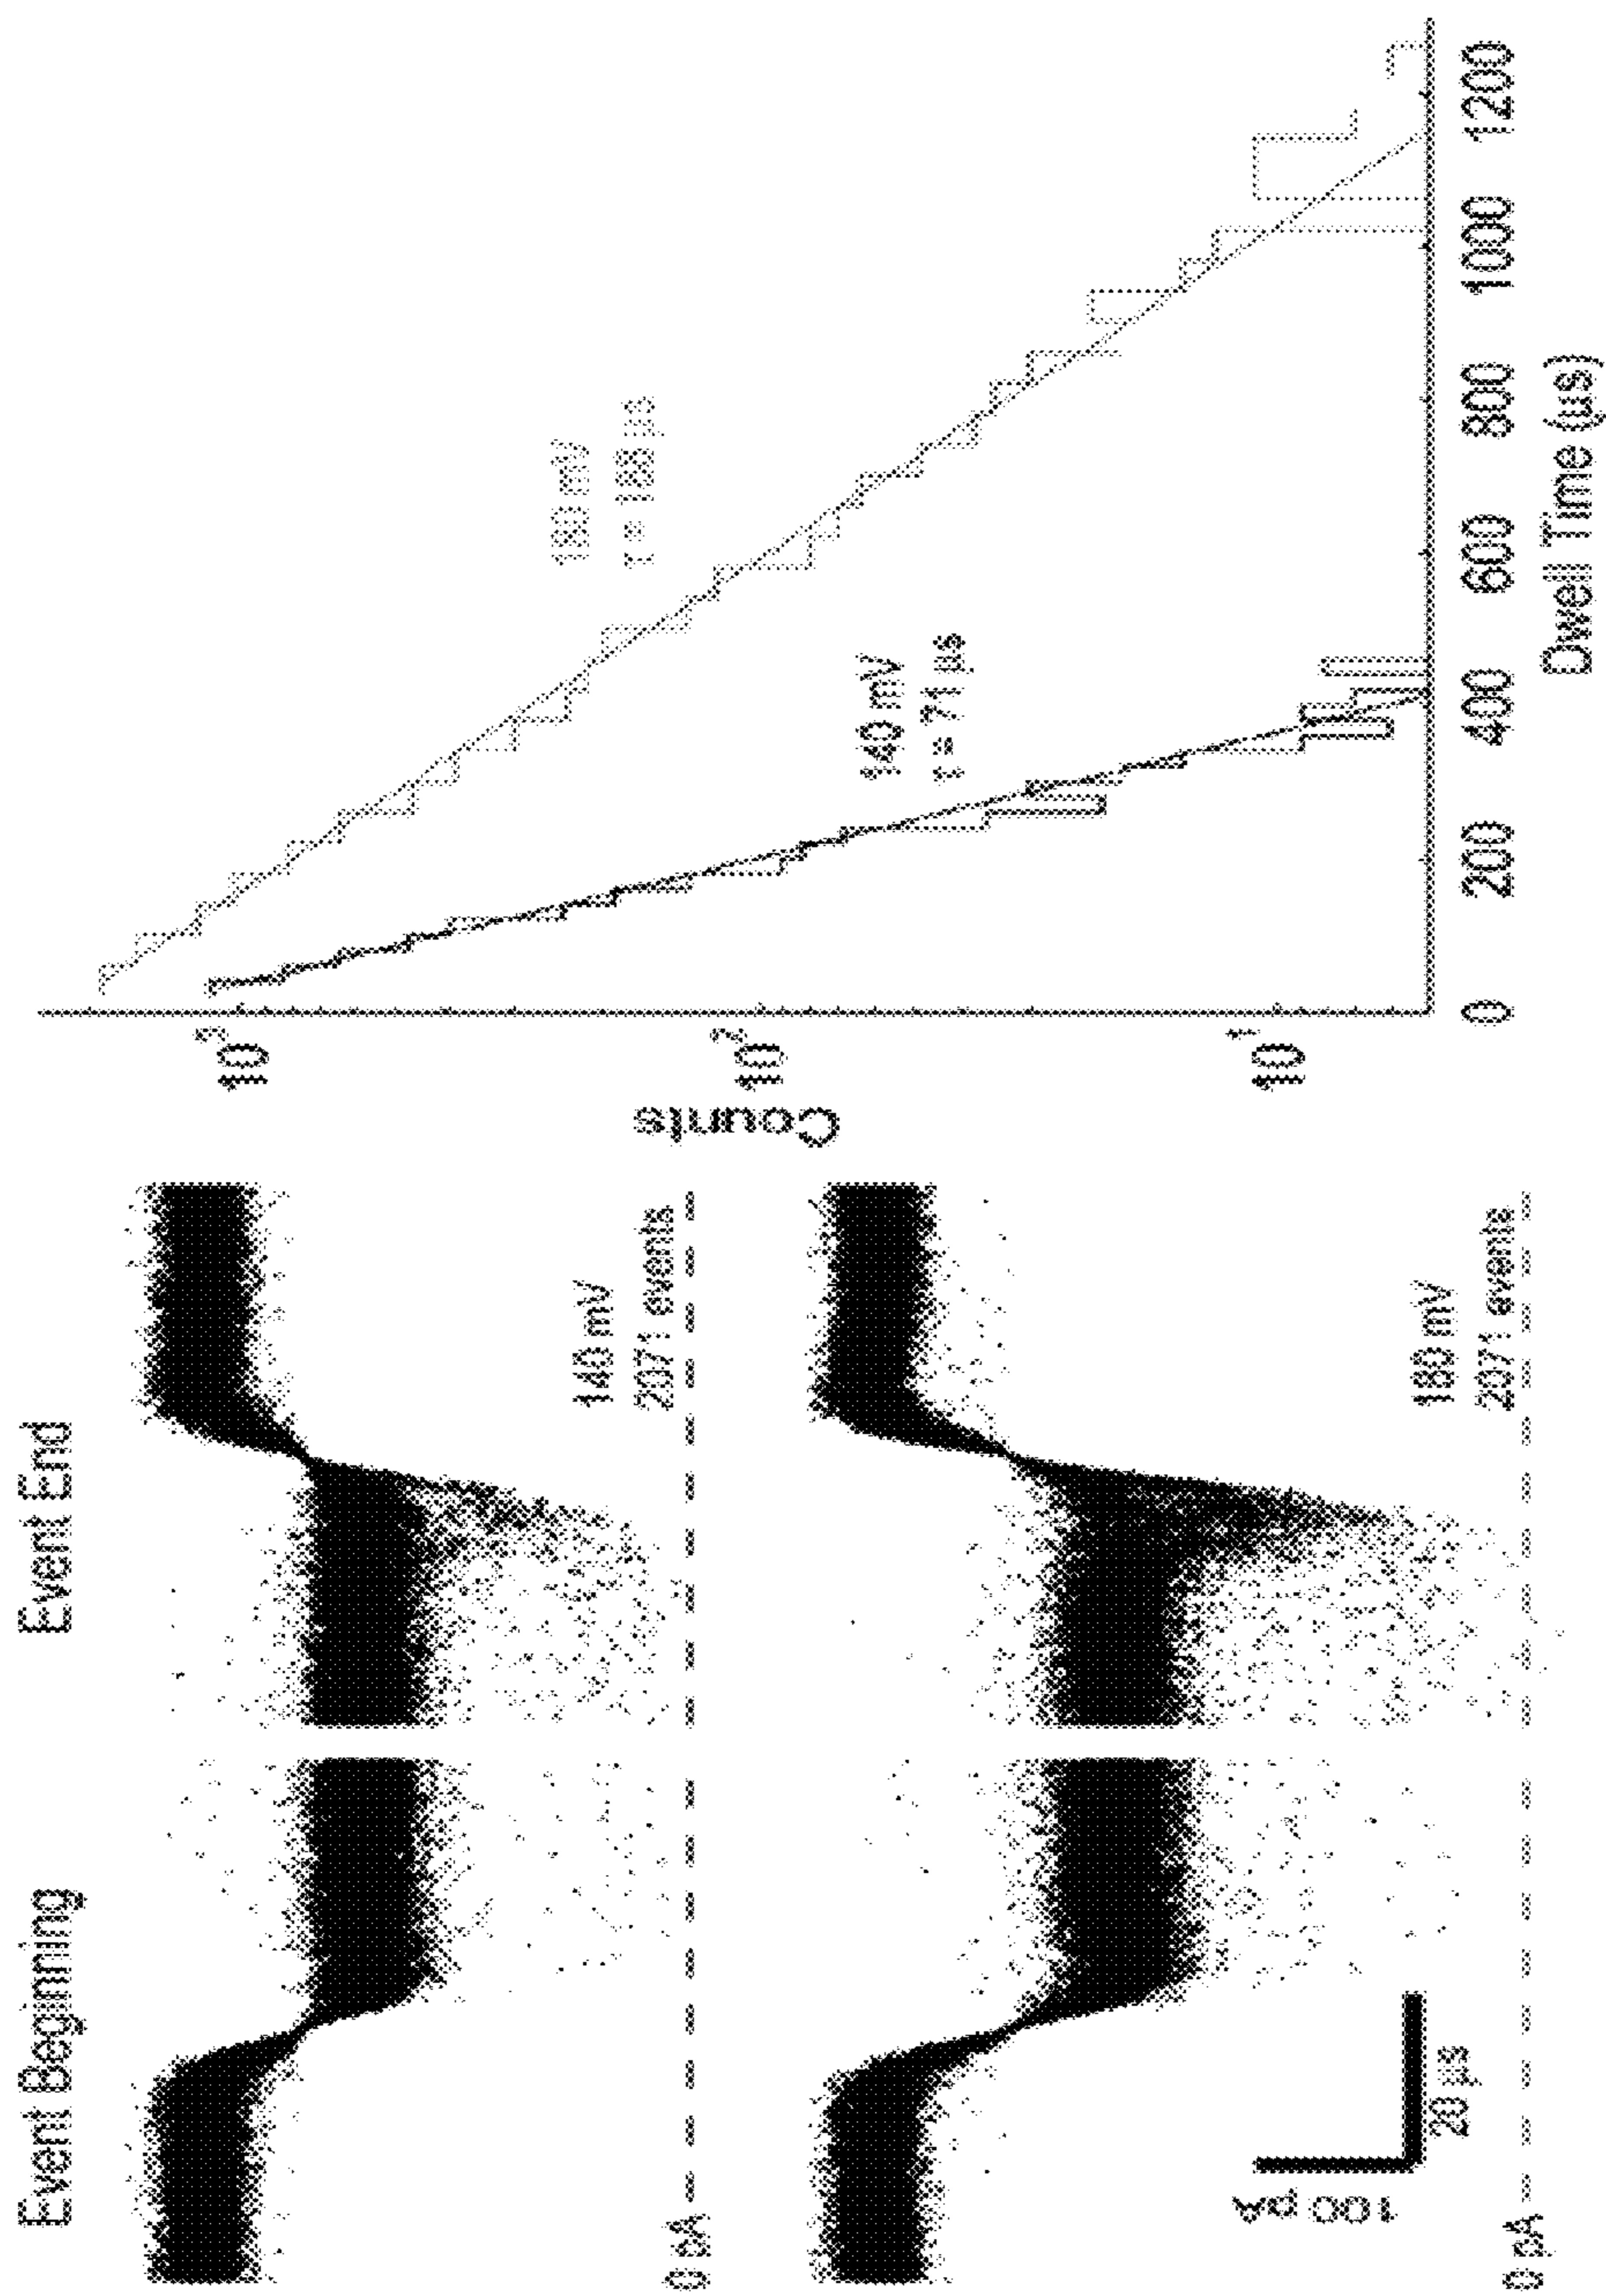 Event Beginning
Event End
140 mV
2071 events
0 pA
180 mV
2071 events
100 pA
20 µs
0 pA
Counts
10³
10²
10¹
180 mV
τ = 188 µs
140 mV
τ = 71 µs
0 200 400 600 800 1000 1200
Dwell Time (µs)